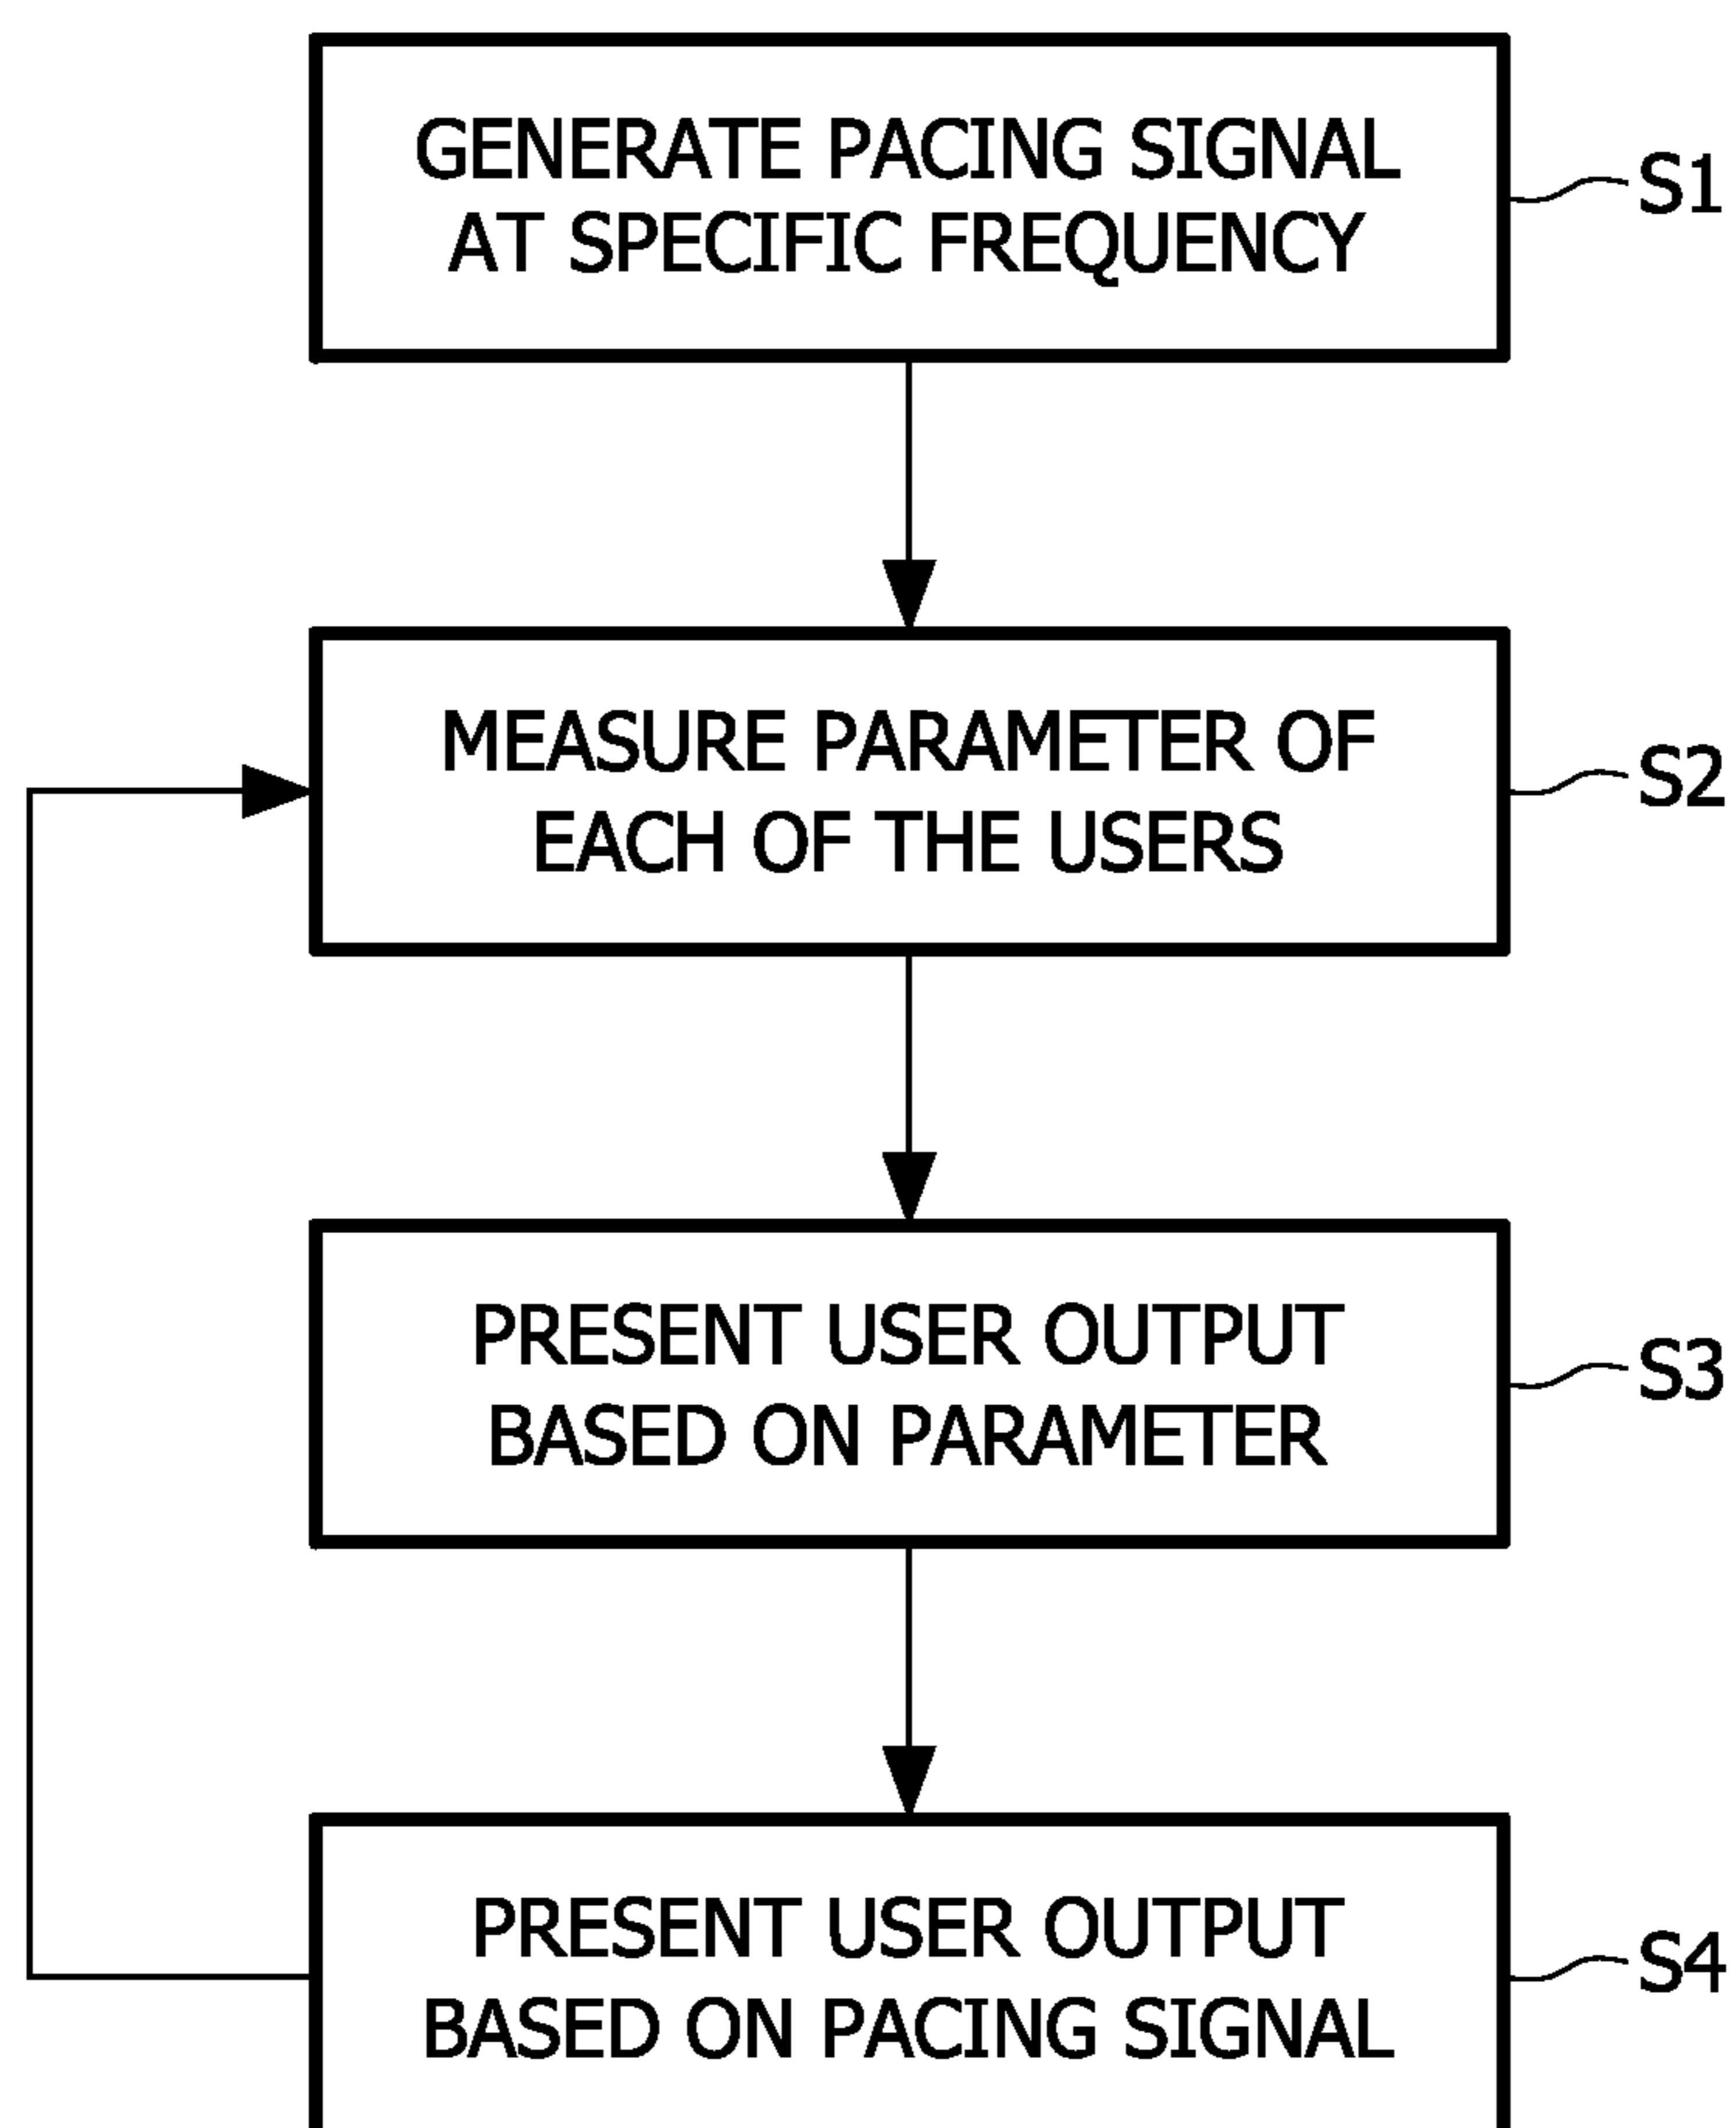 GENERATE PACING SIGNAL
AT SPECIFIC FREQUENCY
S1
MEASURE PARAMETER OF
EACH OF THE USERS
S2
PRESENT USER OUTPUT
BASED ON PARAMETER
S3
PRESENT USER OUTPUT
BASED ON PACING SIGNAL
S4